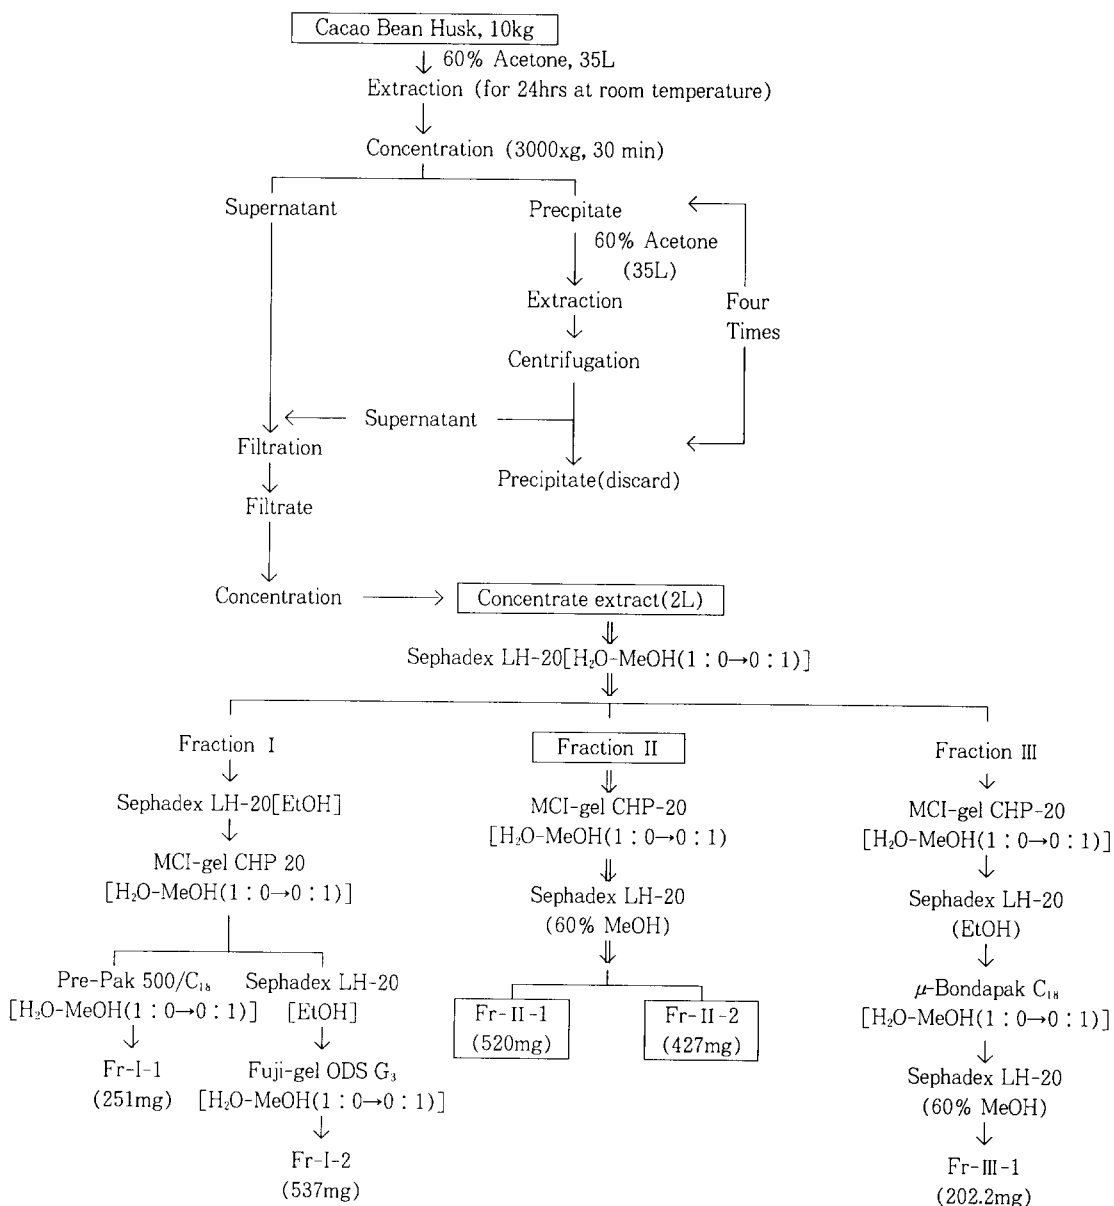 Cacao Bean Husk, 10kg
60% Acetone, 35L
Extraction (for 24hrs at room temperature)
Concentration (3000xg, 30 min)
Supernatant
Precpitate
60% Acetone
(35L)
Extraction
Four
Times
Centrifugation
Supernatant
Filtration
Precipitate(discard)
Filtrate
Concentration
Concentrate extract(2L)
Sephadex LH-20[H₂O-MeOH(1 : 0→0 : 1)]
Fraction Ⅰ
Sephadex LH-20[EtOH]
MCI-gel CHP 20
[H₂O-MeOH(1 : 0→0 : 1)]
Pre-Pak 500/C₁₈
[H₂O-MeOH(1 : 0→0 : 1)]
Fr-Ⅰ-1
(251mg)
Sephadex LH-20
[EtOH]
Fuji-gel ODS G₃
[H₂O-MeOH(1 : 0→0 : 1)]
Fr-Ⅰ-2
(537mg)
Fraction Ⅱ
MCI-gel CHP-20
[H₂O-MeOH(1 : 0→0 : 1)
Sephadex LH-20
(60% MeOH)
Fr-Ⅱ-1
(520mg)
Fr-Ⅱ-2
(427mg)
Fraction Ⅲ
MCI-gel CHP-20
[H₂O-MeOH(1 : 0→0 : 1)]
Sephadex LH-20
(EtOH)
μ-Bondapak C₁₈
[H₂O-MeOH(1 : 0→0 : 1)]
Sephadex LH-20
(60% MeOH)
Fr-Ⅲ-1
(202.2mg)